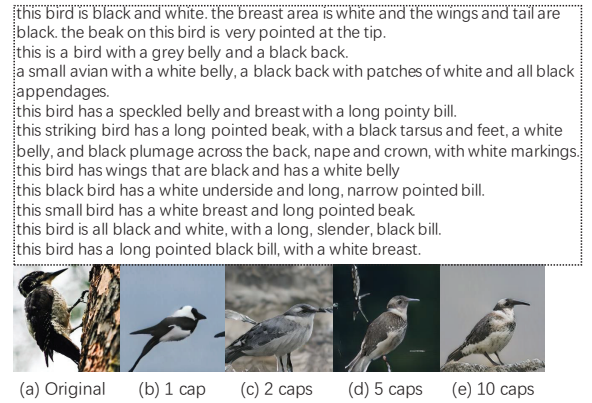 this bird is black and white. the breast area is white and the wings and tail are
black. the beak on this bird is very pointed at the tip.
this is a bird with a grey belly and a black back.
a small avian with a white belly, a black back with patches of white and all black
appendages.
this bird has a speckled belly and breast with a long pointy bill.
this striking bird has a long pointed beak, with a black tarsus and feet, a white
belly, and black plumage across the back, nape and crown, with white markings.
this bird has wings that are black and has a white belly
this black bird has a white underside and long, narrow pointed bill.
this small bird has a white breast and long pointed beak.
this bird is all black and white, with a long, slender, black bill.
this bird has a long pointed black bill, with a white breast.
(a) Original (b) 1 cap (c) 2 caps (d) 5 caps (e) 10 caps